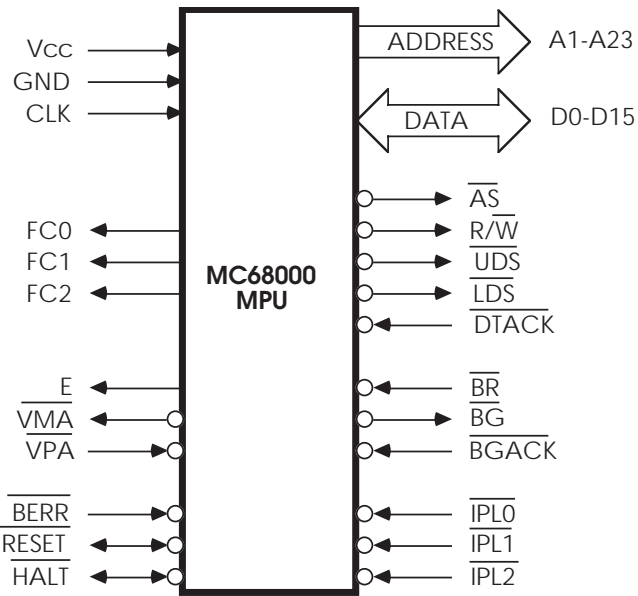 Vcc
GND
CLK
FC0
FC1
FC2
E
VMA
VPA
BERR
RESET
HALT
MC68000
MPU
ADDRESS A1-A23
DATA D0-D15
AS
R/W
UDS
LDS
DTACK
BR
BG
BGACK
IPL0
IPL1
IPL2